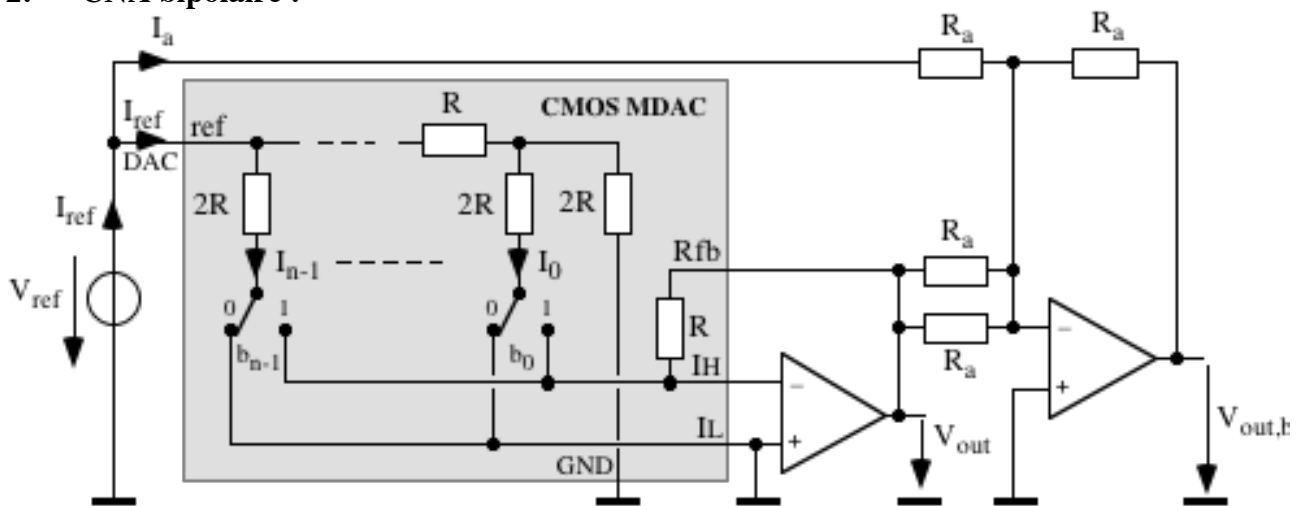 2. CNA bipolaire :
I_a
R_a
R_a
CMOS MDAC
R
I_ref
ref
DAC
2R
2R
2R
I_ref
R_a
Rfb
I_n-1
I_0
V_ref
0
1
0
1
R
R_a
b_n-1
b_0
IH
−
+
−
+
IL
V_out
V_out,b
GND